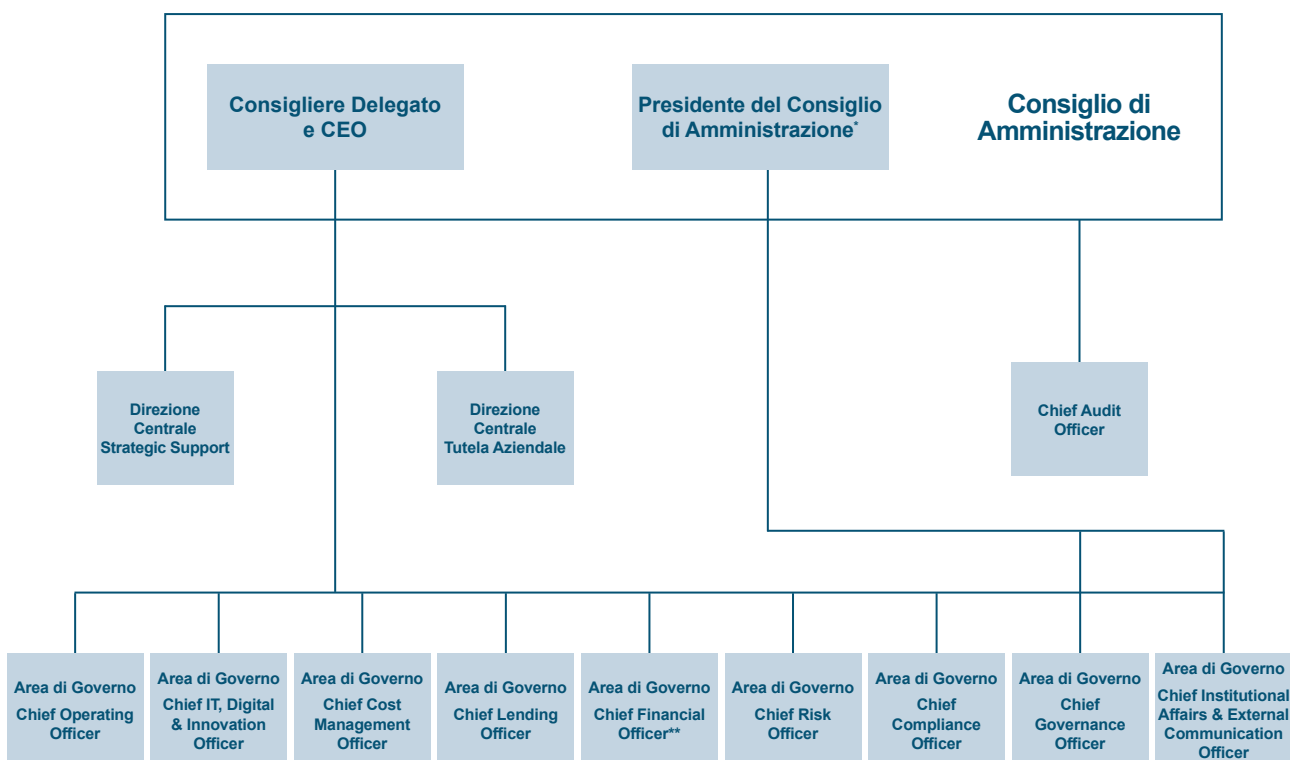 Consigliere Delegato
e CEO
Presidente del Consiglio
di Amministrazione*
Consiglio di
Amministrazione
Direzione
Centrale
Strategic Support
Direzione
Centrale
Tutela Aziendale
Chief Audit
Officer
Area di Governo
Chief Operating
Officer
Area di Governo
Chief IT, Digital
& Innovation
Officer
Area di Governo
Chief Cost
Management
Officer
Area di Governo
Chief Lending
Officer
Area di Governo
Chief Financial
Officer**
Area di Governo
Chief Risk
Officer
Area di Governo
Chief
Compliance
Officer
Area di Governo
Chief
Governance
Officer
Area di Governo
Chief Institutional
Affairs & External
Communication
Officer